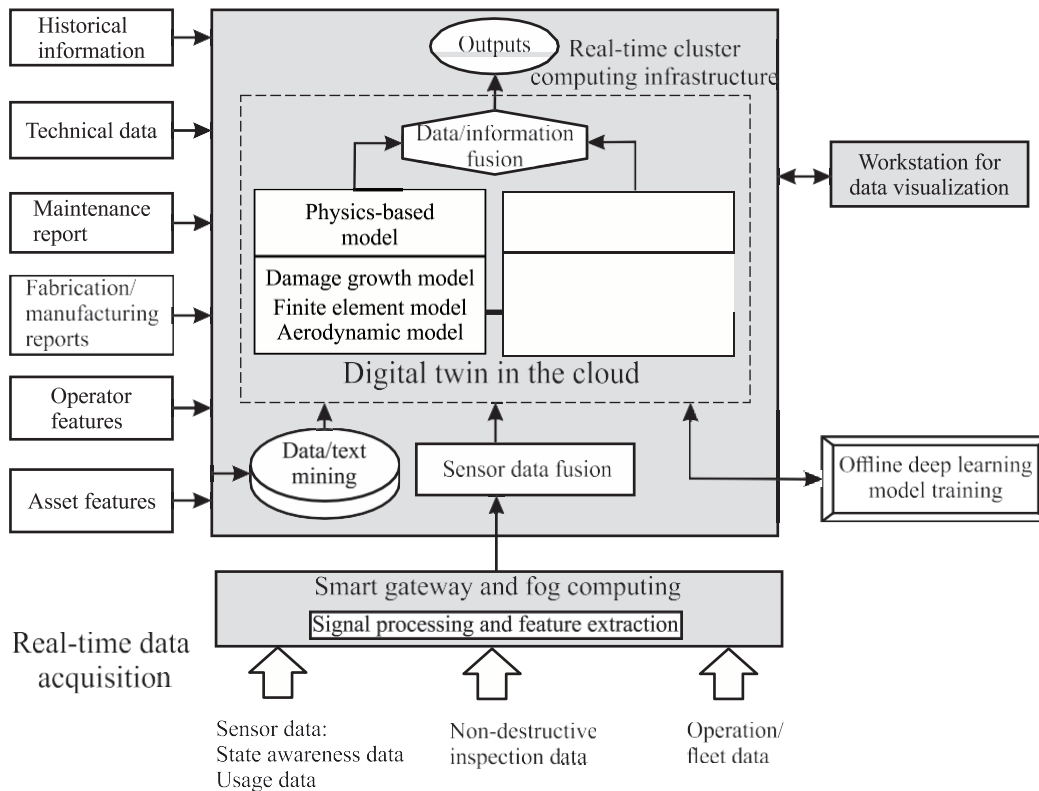 Historical
information
Technical data
Maintenance
report
Fabrication/
manufacturing
reports
Operator
features
Asset features
Outputs
Real-time cluster
computing infrastructure
Data/information
fusion
Physics-based
model
Damage growth model
Finite element model
Aerodynamic model
Digital twin in the cloud
Data/text
mining
Sensor data fusion
Workstation for
data visualization
Offline deep learning
model training
Smart gateway and fog computing
Signal processing and feature extraction
Real-time data
acquisition
Sensor data:
State awareness data
Usage data
Non-destructive
inspection data
Operation/
fleet data